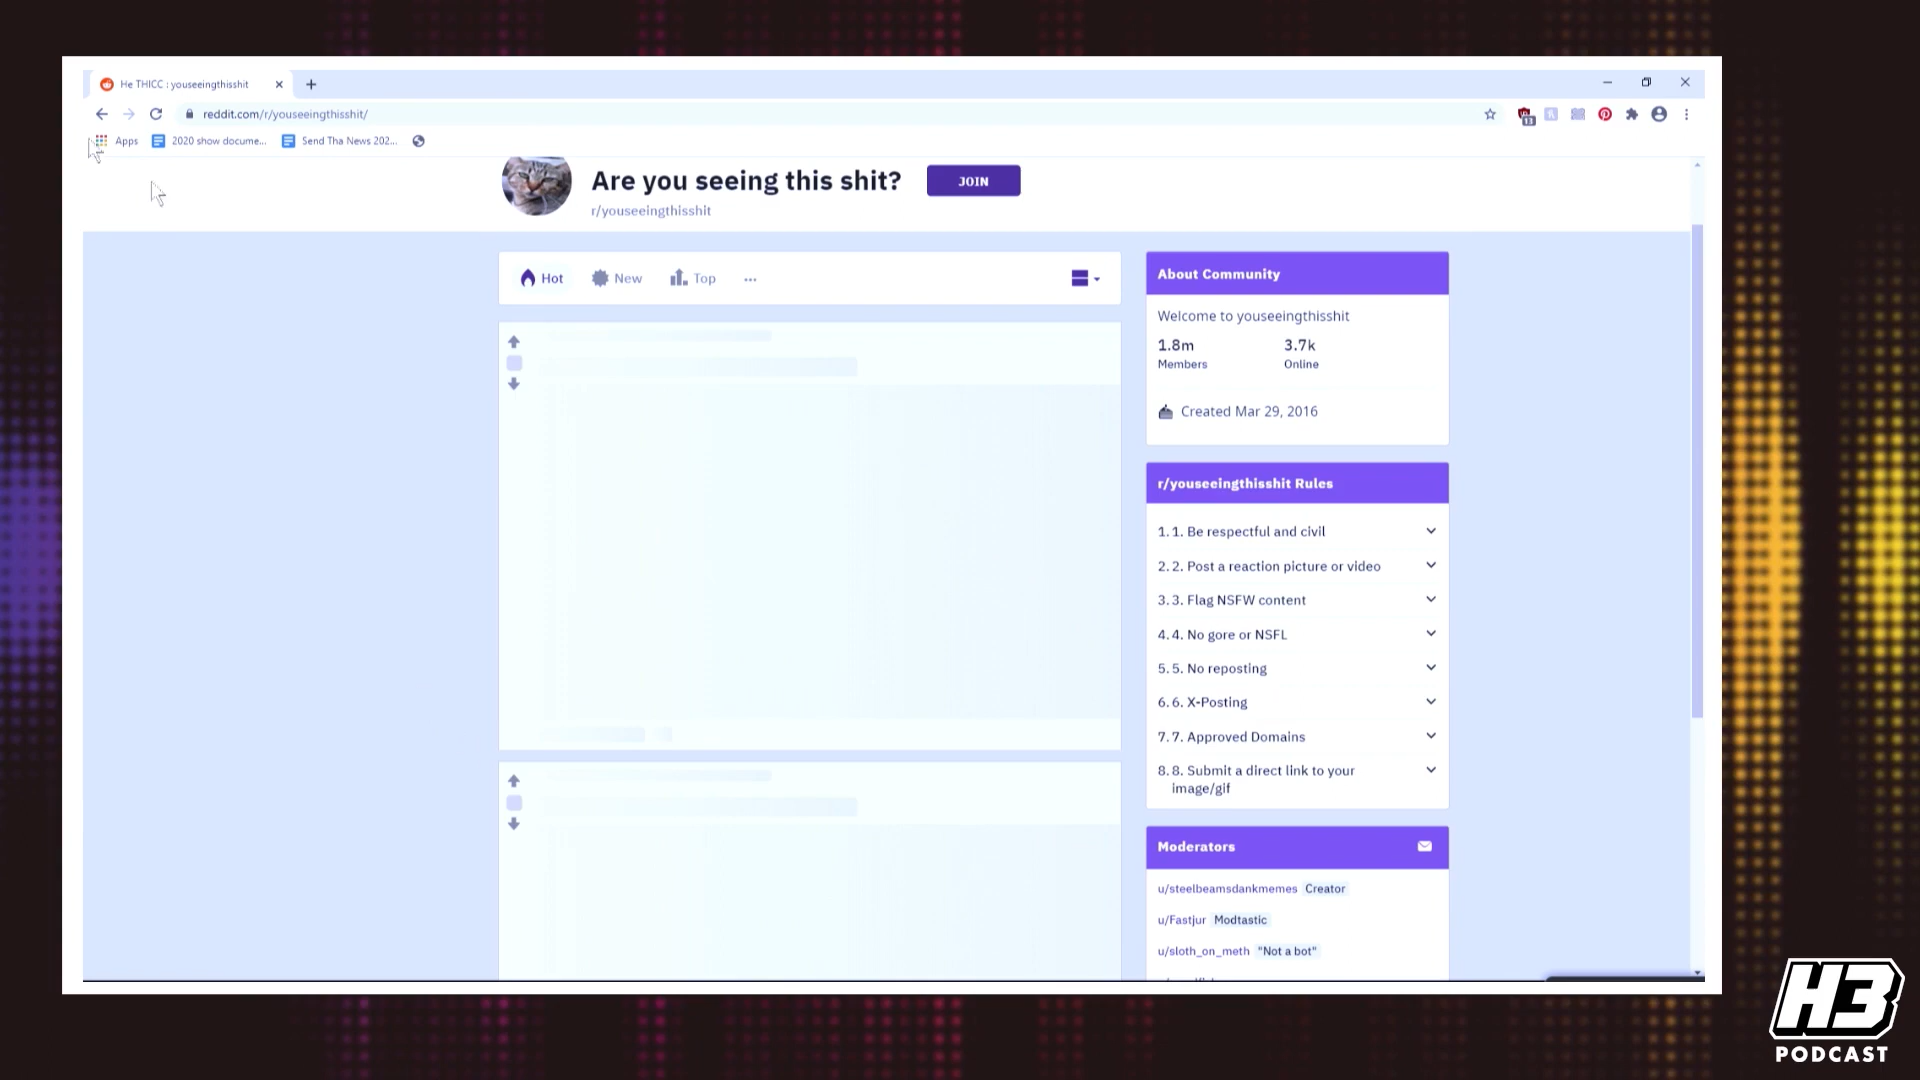 He THICC : youseeingthisshit
reddit.com/r/youseeingthisshit/
13
Apps
2020 show docume...
Send Tha News 202...
Are you seeing this shit?
JOIN
r/youseeingthisshit
Hot
New
Top
...
About Community
Welcome to youseeingthisshit
1.8m
3.7k
Members
Online
Created Mar 29, 2016
r/youseeingthisshit Rules
1. 1. Be respectful and civil
2. 2. Post a reaction picture or video
3. 3. Flag NSFW content
4. 4. No gore or NSFL
5. 5. No reposting
6. 6. X-Posting
7. 7. Approved Domains
8. 8. Submit a direct link to your
image/gif
Moderators
u/steelbeamsdankmemes Creator
u/Fastjur Modtastic
u/sloth_on_meth "Not a bot"
H3
PODCAST